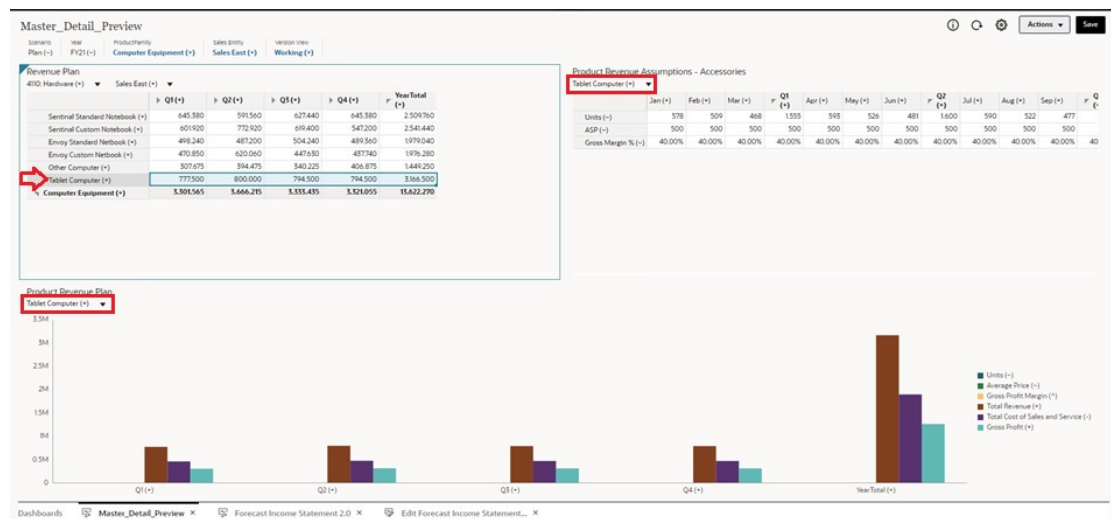 Master_Detail_Preview
Actions
Save
Scenario Year ProductFamily Sales Entity Version View
Plan (~) FY21 (~) Computer Equipment (+) Sales East (+) Working (+)
Revenue Plan
4110: Hardware (+) Sales East (+)
Q1 (+) Q2 (+) Q3 (+) Q4 (+) YearTotal (+)
Sentinal Standard Notebook (+) 645.380 591.560 627.440 645.380 2.509.760
Sentinal Custom Notebook (+) 601.920 772.920 619.400 547.200 2.541.440
Envoy Standard Netbook (+) 498.240 487.200 504.240 489.360 1.979.040
Envoy Custom Netbook (+) 470.850 620.060 447.630 437.740 1.976.280
Other Computer (+) 307.675 394.475 340.225 406.875 1.449.250
Tablet Computer (+) 777.500 800.000 794.500 794.500 3.166.500
Computer Equipment (+) 3.301.565 3.666.215 3.333.435 3.321.055 13.622.270
Product Revenue Assumptions - Accessories
Tablet Computer (+)
Jan (+) Feb (+) Mar (+) Q1 (+) Apr (+) May (+) Jun (+) Q2 (+) Jul (+) Aug (+) Sep (+) Q (-
Units (~) 578 509 468 1.555 593 526 481 1.600 590 522 477
ASP (~) 500 500 500 500 500 500 500 500 500 500 500
Gross Margin % (~) 40.00% 40.00% 40.00% 40.00% 40.00% 40.00% 40.00% 40.00% 40.00% 40.00% 40.00% 40
Product Revenue Plan
Tablet Computer (+)
3.5M
3M
2.5M
2M
1.5M
1M
0.5M
0
Q1 (+) Q2 (+) Q3 (+) Q4 (+) YearTotal (+)
Units (~)
Average Price (~)
Gross Profit Margin (^)
Total Revenue (+)
Total Cost of Sales and Service (-)
Gross Profit (+)
Dashboards Master_Detail_Preview × Forecast Income Statement 2.0 × Edit Forecast Income Statement... ×